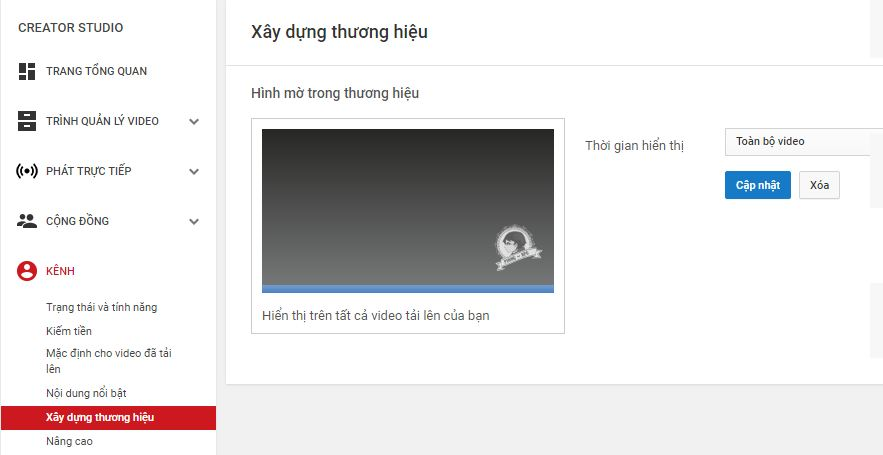 CREATOR STUDIO
TRANG TỔNG QUAN
TRÌNH QUẢN LÝ VIDEO
PHÁT TRỰC TIẾP
CỘNG ĐỒNG
KÊNH
Trạng thái và tính năng
Kiếm tiền
Mặc định cho video đã tải
lên
Nội dung nổi bật
Xây dựng thương hiệu
Nâng cao
Xây dựng thương hiệu
Hình mờ trong thương hiệu
Hiển thị trên tất cả video tải lên của bạn
Thời gian hiển thị
Toàn bộ video
Cập nhật
Xóa